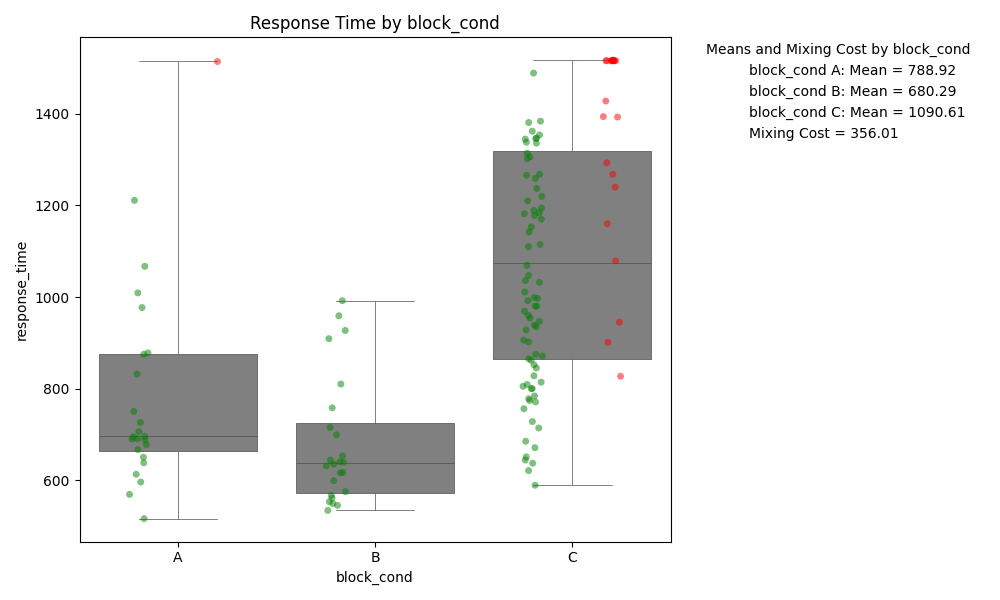 Response Time by block_cond
Means and Mixing Cost by block_cond
block_cond A: Mean = 788.92
block_cond B: Mean = 680.29
block_cond C: Mean = 1090.61
Mixing Cost = 356.01
response_time
1400
1200
1000
800
600
A
B
C
block_cond